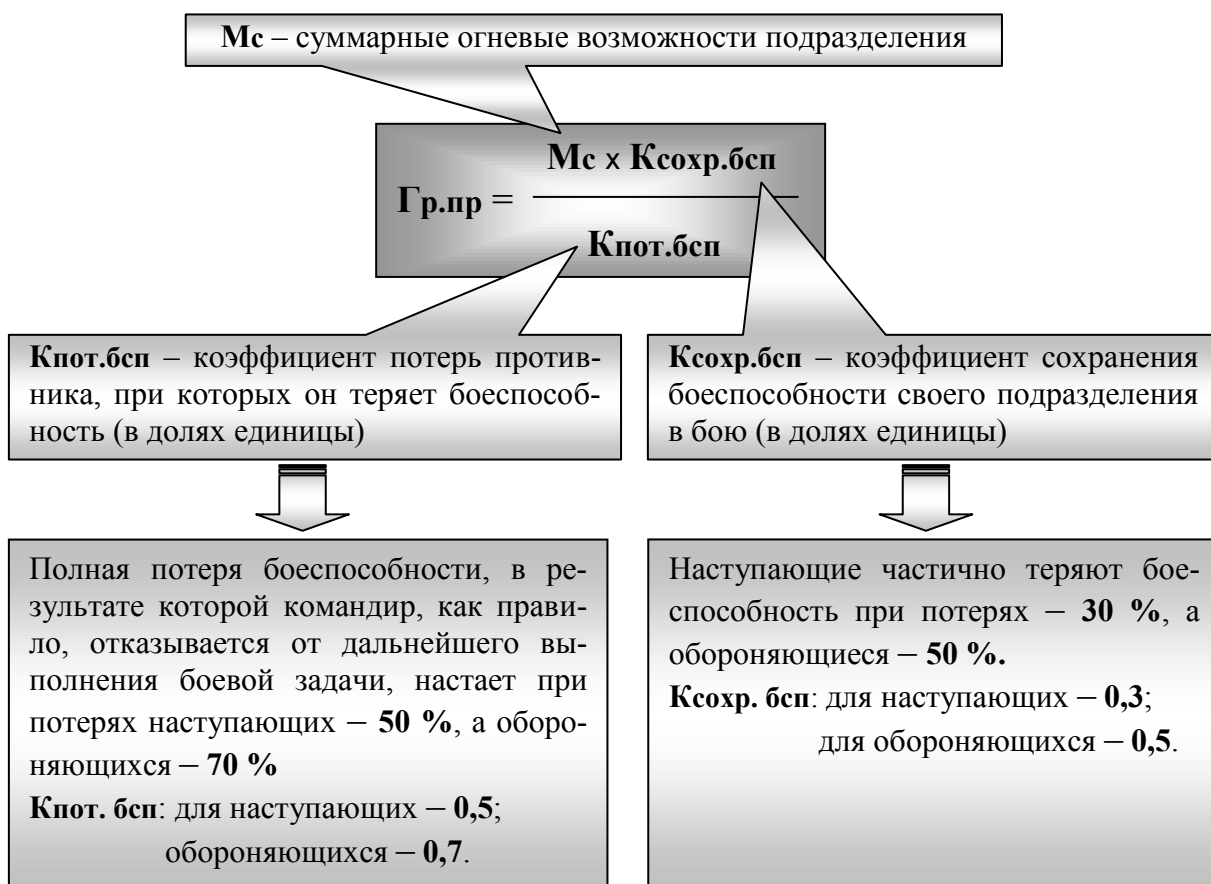 Мс – суммарные огневые возможности подразделения
Мс х Ксохр.бсп
Гр.пр =
Кпот.бсп
Кпот.бсп – коэффициент потерь против-
ника, при которых он теряет боеспособ-
ность (в долях единицы)
Ксохр.бсп – коэффициент сохранения
боеспособности своего подразделения
в бою (в долях единицы)
Полная потеря боеспособности, в ре-
зультате которой командир, как прави-
ло, отказывается от дальнейшего вы-
полнения боевой задачи, настает при
потерях наступающих – 50 %, а оборо-
няющихся – 70 %
Кпот. бсп: для наступающих – 0,5;
обороняющихся – 0,7.
Наступающие частично теряют бое-
способность при потерях – 30 %, а
обороняющиеся – 50 %.
Ксохр. бсп: для наступающих – 0,3;
для обороняющихся – 0,5.